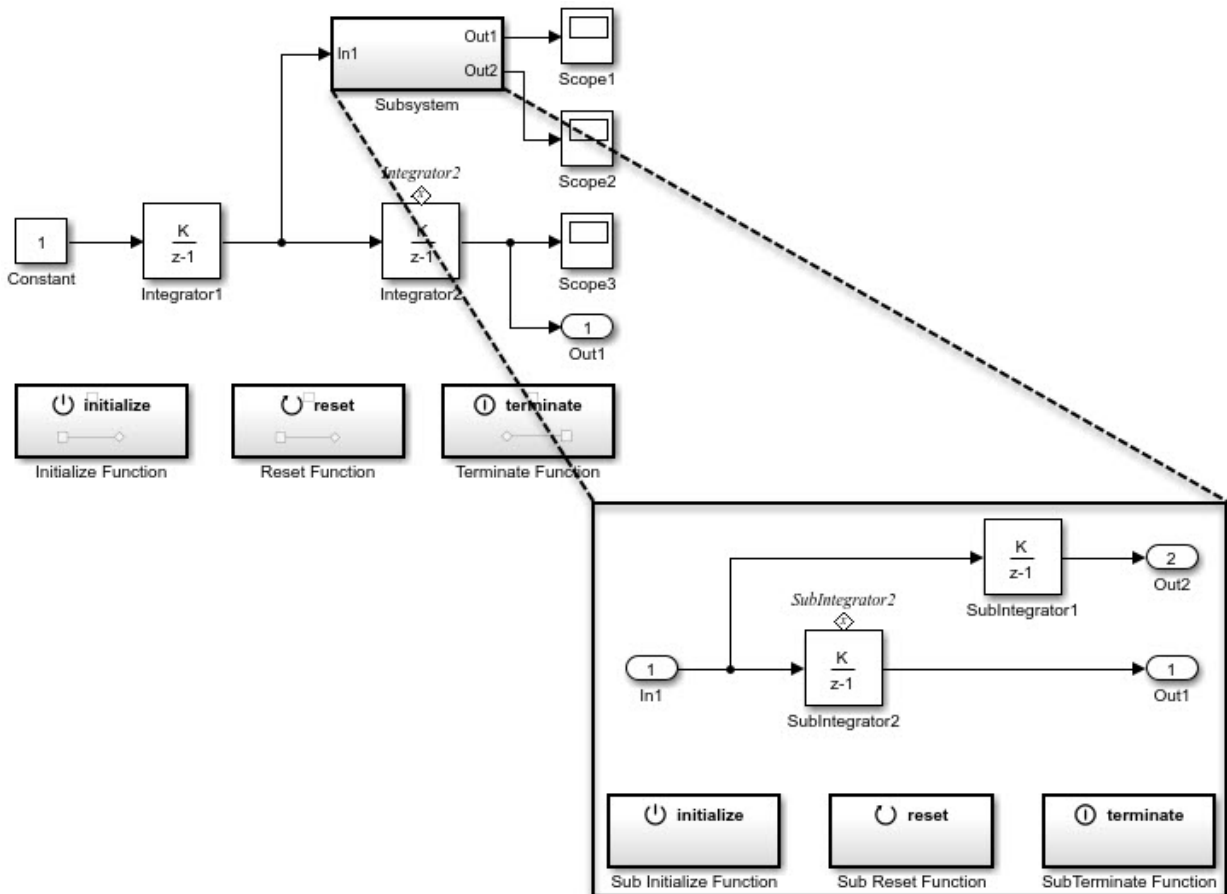 In1
Out1
Out2
Subsystem
Scope1
Scope2
Integrator2
x
1
Constant
K
z-1
Integrator1
K
z-1
Integrator2
Scope3
1
Out1
initialize
Initialize Function
reset
Reset Function
terminate
Terminate Function
K
z-1
SubIntegrator1
2
Out2
SubIntegrator2
x
1
In1
K
z-1
SubIntegrator2
1
Out1
initialize
Sub Initialize Function
reset
Sub Reset Function
terminate
SubTerminate Function